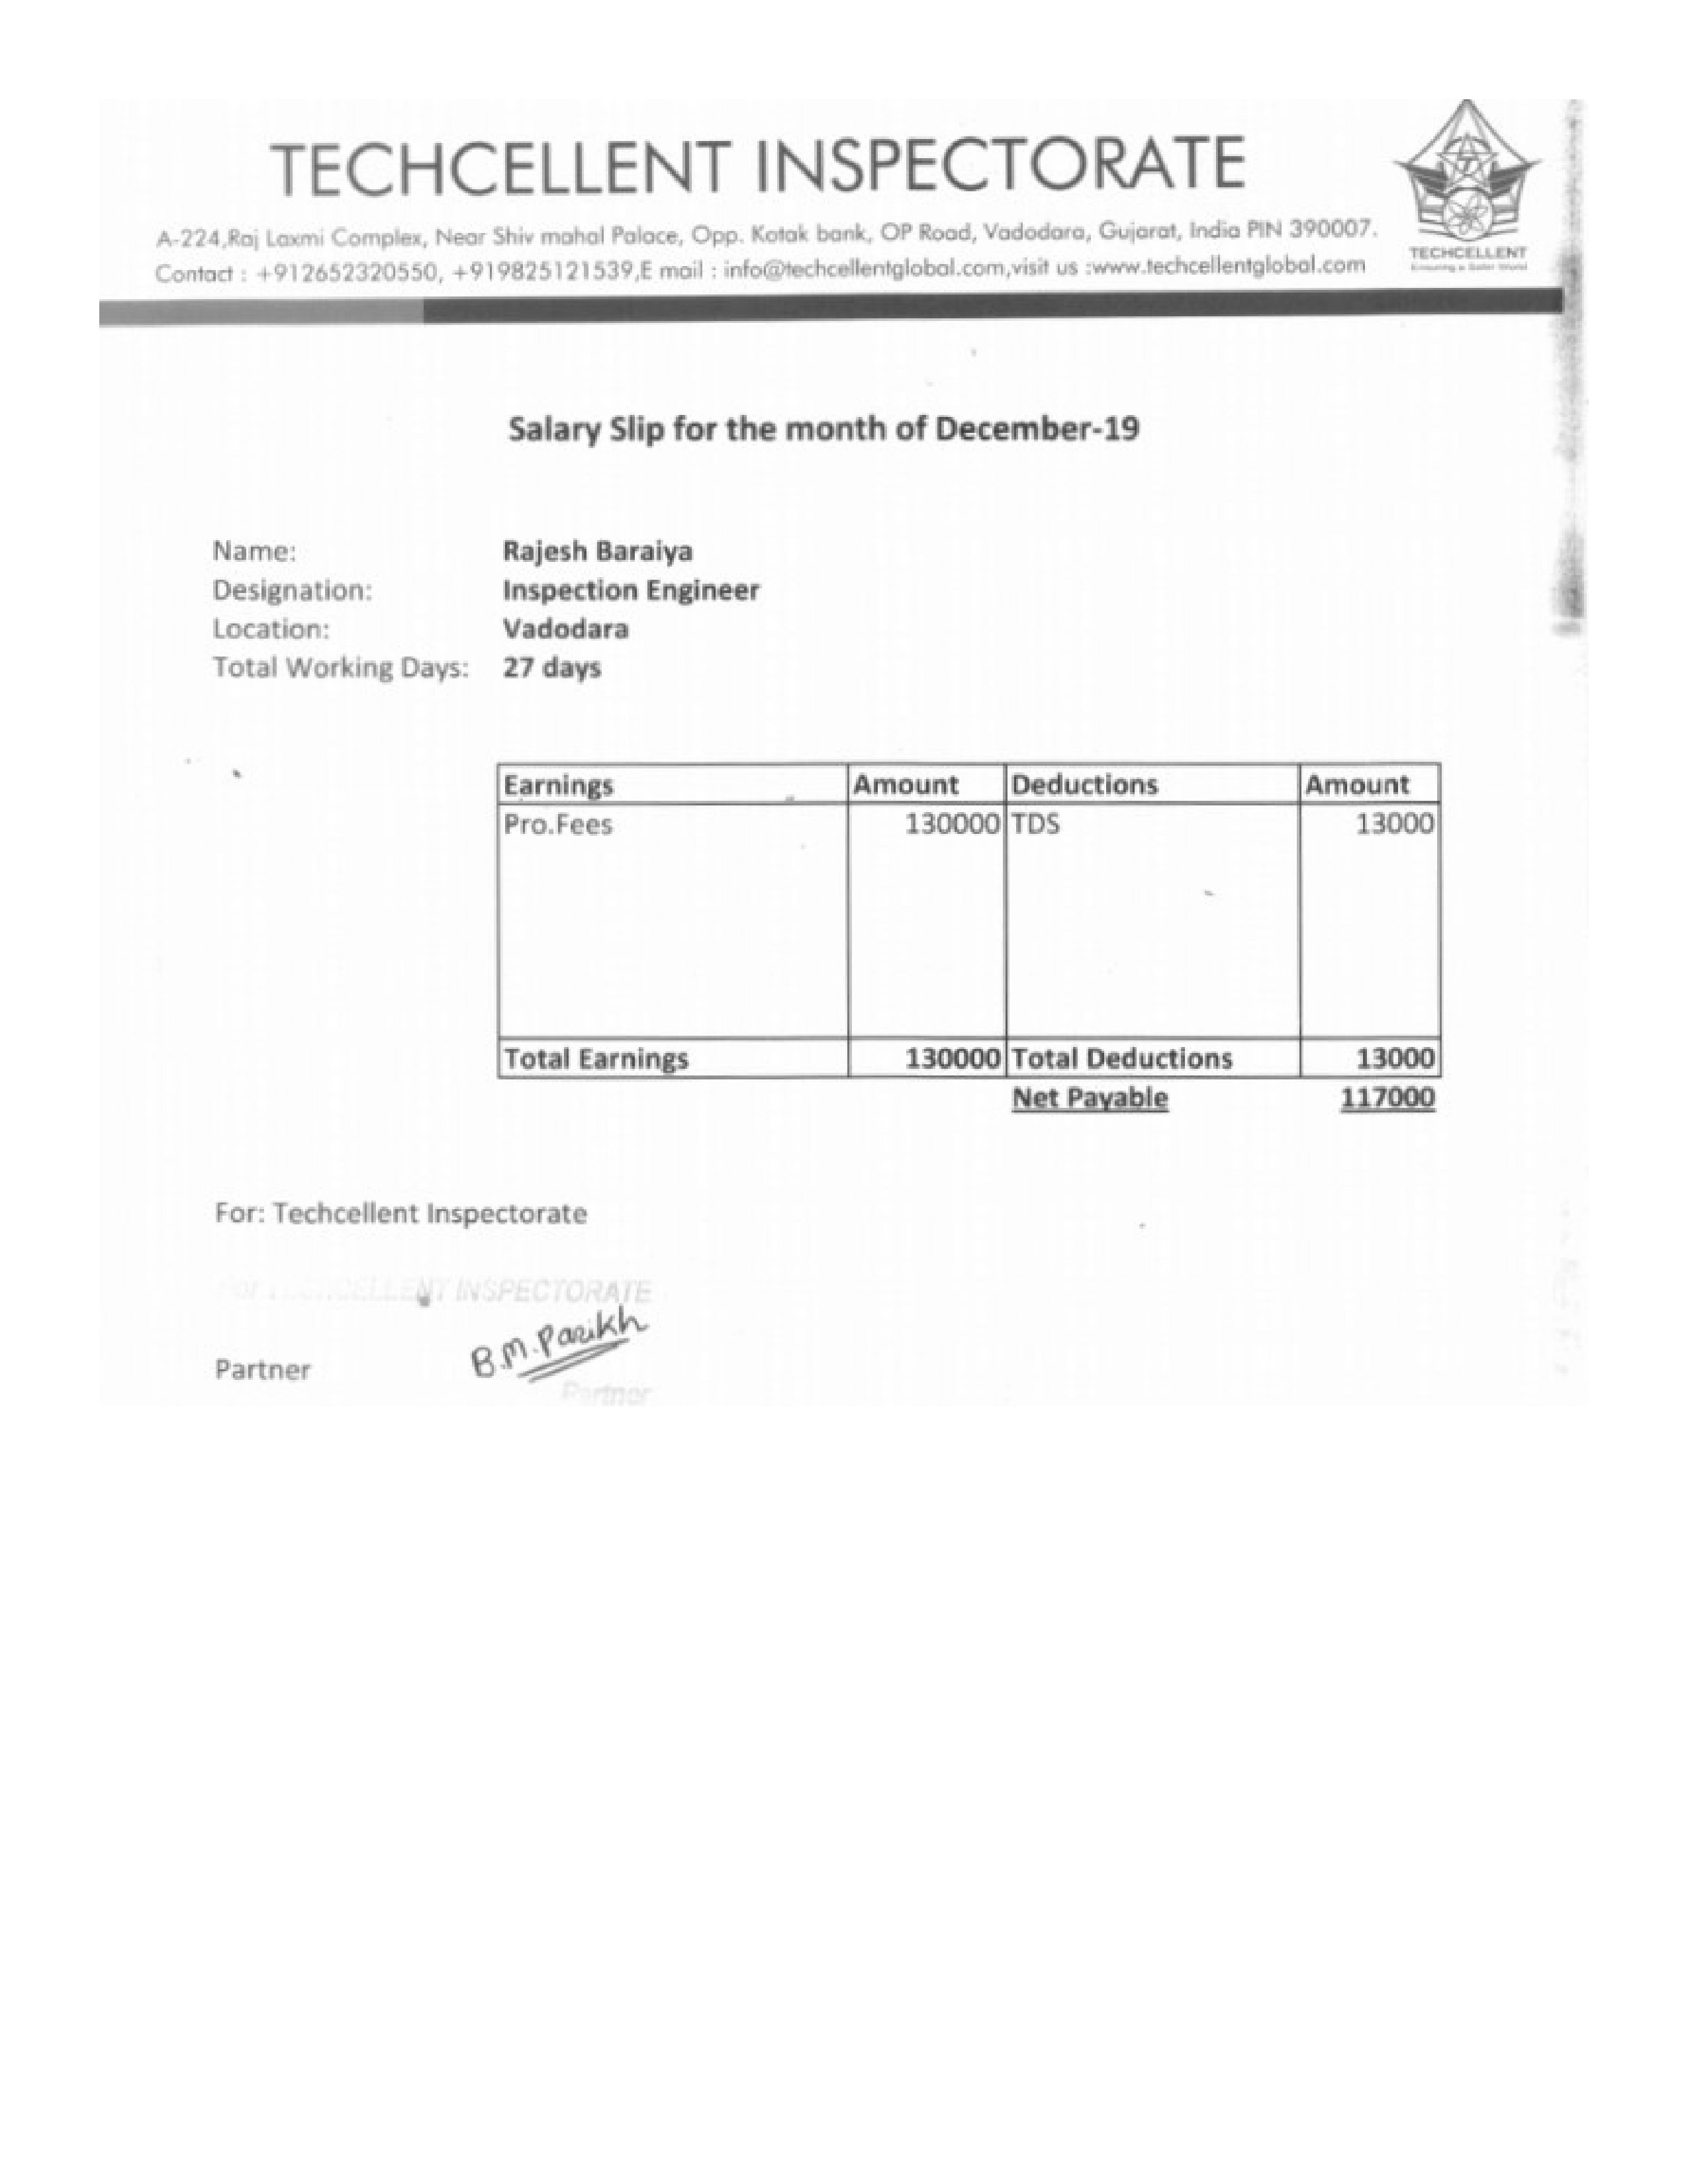 TECHCELLENT INSPECTORATE
A-224,Raj Laxmi Complex, Near Shiv mahal Palace, Opp. Kotak bank, OP Road, Vadodara, Gujarat, India PIN 390007.
Contact : +912652320550, +919825121539,E mail : info@techcellentglobal.com,visit us :www.techcellentglobal.com
TECHCELLENT
Ensuring a Safer World
Salary Slip for the month of December-19
Name: Rajesh Baraiya
Designation: Inspection Engineer
Location: Vadodara
Total Working Days: 27 days
Earnings Amount Deductions Amount
Pro.Fees 130000 TDS 13000
Total Earnings 130000 Total Deductions 13000
Net Payable 117000
For: Techcellent Inspectorate
For TECHCELLENT INSPECTORATE
B.M.Parikh
Partner
Partner